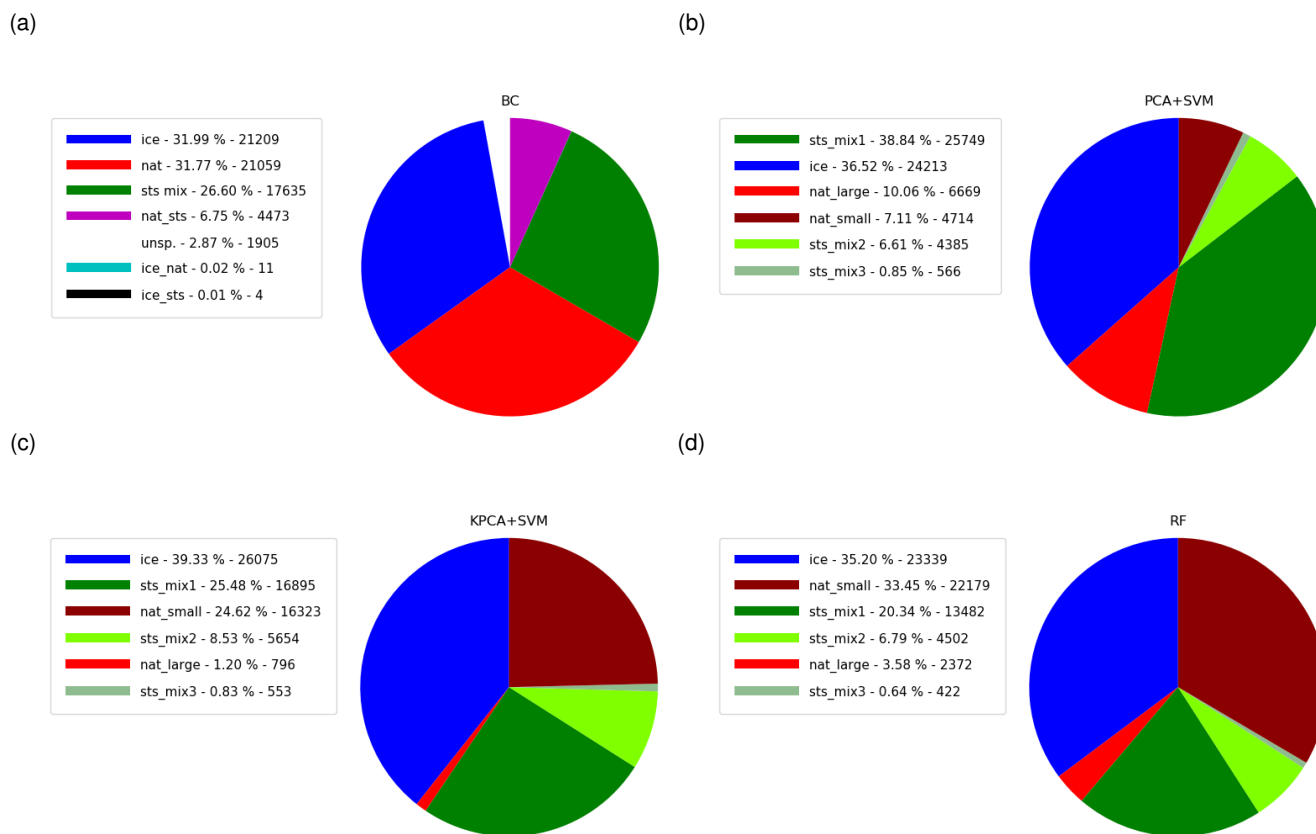 (a)
BC
ice - 31.99 % - 21209
nat - 31.77 % - 21059
sts mix - 26.60 % - 17635
nat_sts - 6.75 % - 4473
unsp. - 2.87 % - 1905
ice_nat - 0.02 % - 11
ice_sts - 0.01 % - 4
(b)
PCA+SVM
sts_mix1 - 38.84 % - 25749
ice - 36.52 % - 24213
nat_large - 10.06 % - 6669
nat_small - 7.11 % - 4714
sts_mix2 - 6.61 % - 4385
sts_mix3 - 0.85 % - 566
(c)
KPCA+SVM
ice - 39.33 % - 26075
sts_mix1 - 25.48 % - 16895
nat_small - 24.62 % - 16323
sts_mix2 - 8.53 % - 5654
nat_large - 1.20 % - 796
sts_mix3 - 0.83 % - 553
(d)
RF
ice - 35.20 % - 23339
nat_small - 33.45 % - 22179
sts_mix1 - 20.34 % - 13482
sts_mix2 - 6.79 % - 4502
nat_large - 3.58 % - 2372
sts_mix3 - 0.64 % - 422